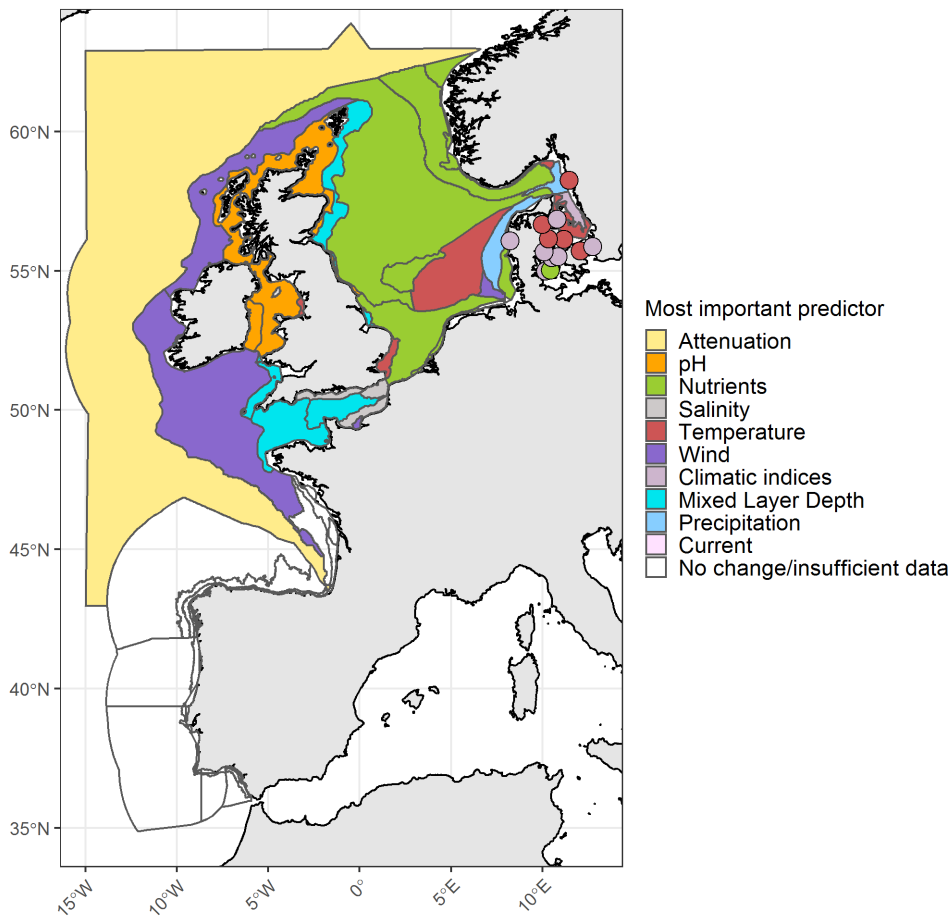 60°N
55°N
50°N
45°N
40°N
35°N
15°W
10°W
5°W
0°
5°E
10°E
Most important predictor
Attenuation
pH
Nutrients
Salinity
Temperature
Wind
Climatic indices
Mixed Layer Depth
Precipitation
Current
No change/insufficient data